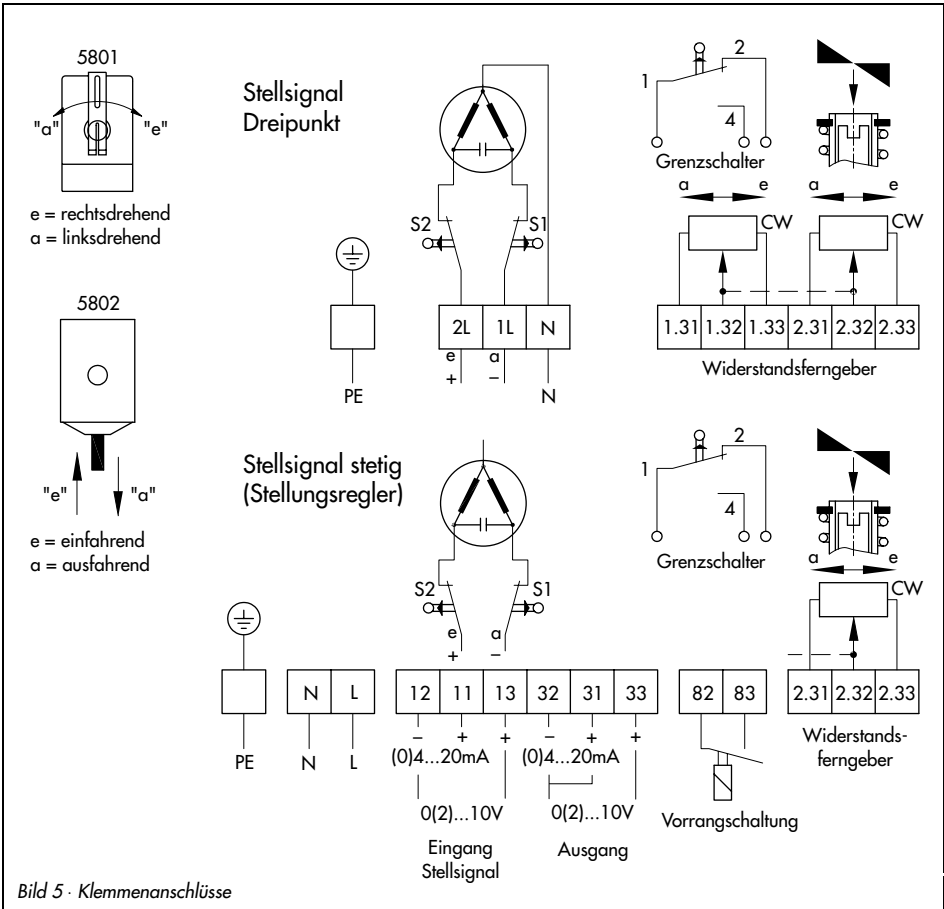 5801
"a" "e"
e = rechtsdrehend
a = linksdrehend
5802
"e" "a"
e = einfahrend
a = ausfahrend
Stellsignal
Dreipunkt
S2 S1
2L 1L N
e a
+ –
PE N
1 2
4
Grenzschalter
a e a e
CW CW
1.31 1.32 1.33 2.31 2.32 2.33
Widerstandsferngeber
Stellsignal stetig
(Stellungsregler)
S2 S1
e a
+ –
1 2
4
Grenzschalter
a e
CW
N L 12 11 13 32 31 33 82 83 2.31 2.32 2.33
– + + – + +
PE N L (0)4...20mA (0)4...20mA
0(2)...10V 0(2)...10V
Eingang
Stellsignal
Ausgang
Vorrangschaltung
Widerstands-
ferngeber
Bild 5 · Klemmenanschlüsse